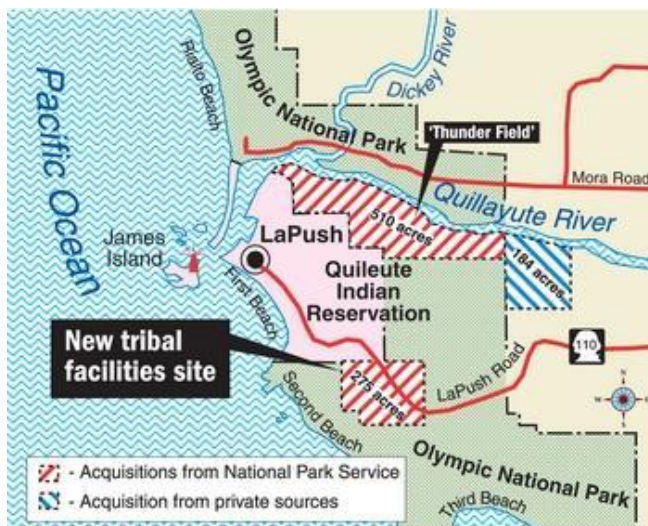 Pacific Ocean
Rialto Beach
Olympic National Park
Dickey River
'Thunder Field'
Mora Road
Quillayute River
510 acres
184 acres
James
Island
LaPush
First Beach
Quileute
Indian
Reservation
New tribal
facilities site
110
LaPush Road
275 acres
Second Beach
N
W
E
S
Olympic National Park
Third Beach
- Acquisitions from National Park Service
- Acquisition from private sources